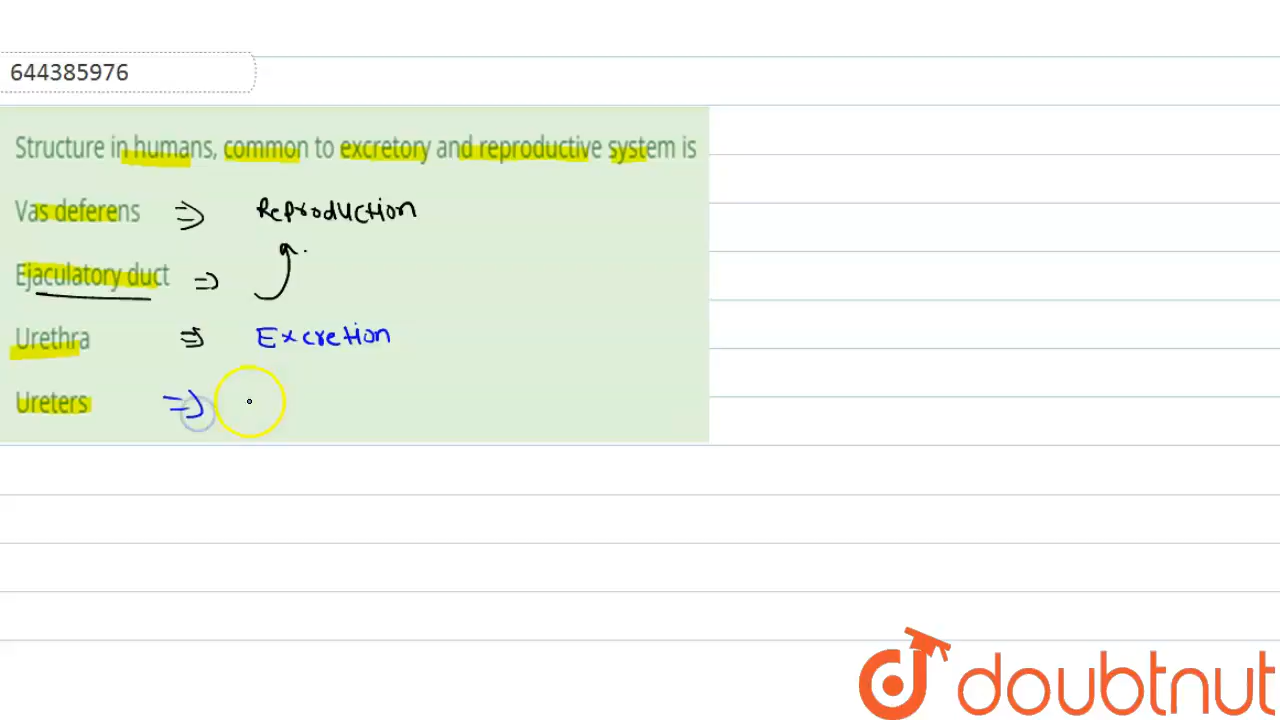 644385976
Structure in humans, common to excretory and reproductive system is
Vas deferens ⇒ Reproduction
Ejaculatory duct ⇒
Urethra ⇒ Excretion
Ureters ⇒
doubtnut